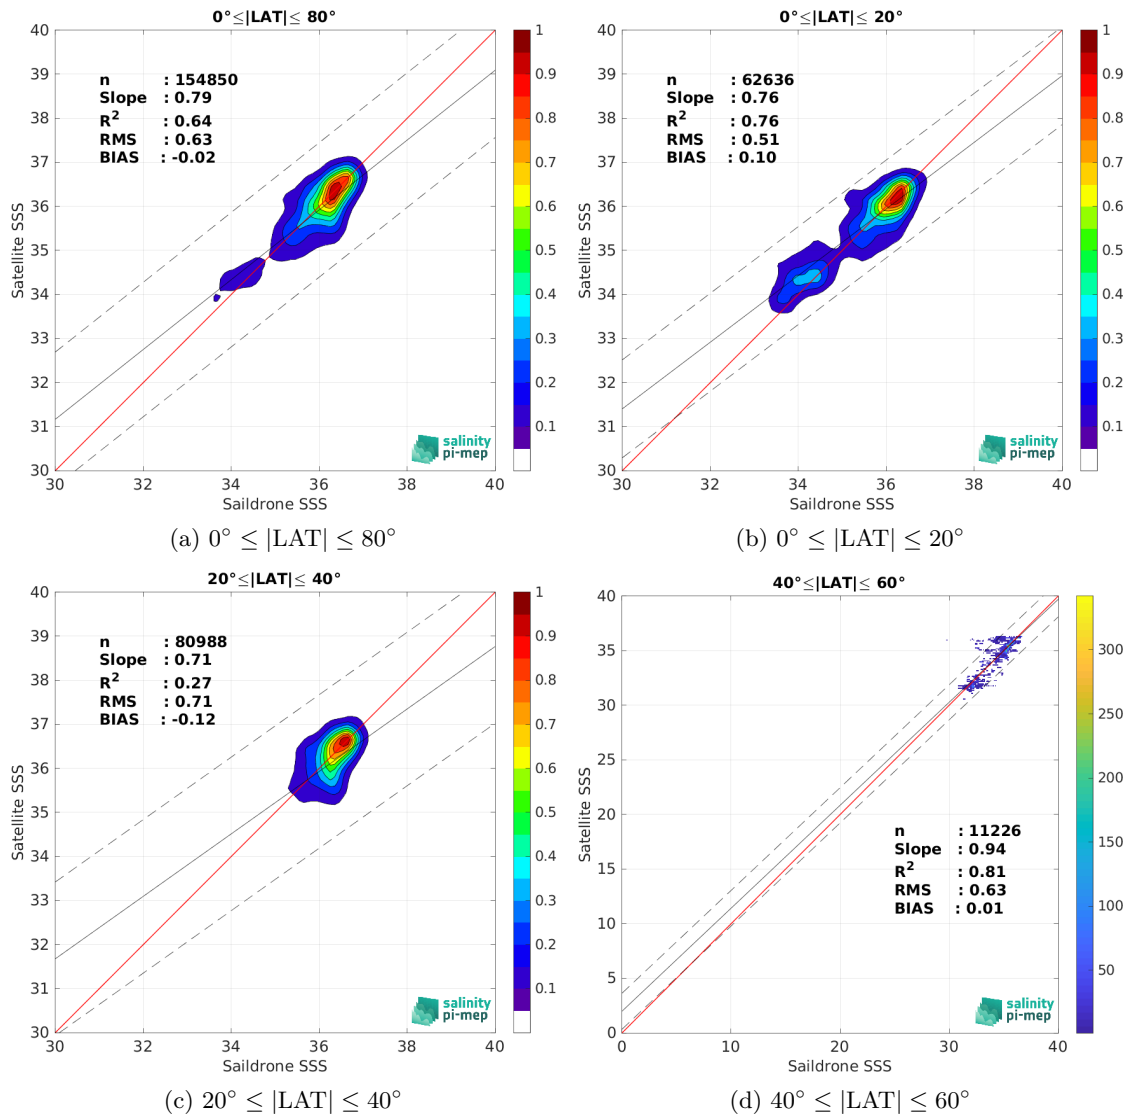 0°≤|LAT|≤ 80°
40
39
38
37
36
35
34
33
32
31
30
Satellite SSS
n : 154850
Slope : 0.79
R2 : 0.64
RMS : 0.63
BIAS : -0.02
salinity
pi-mep
30 32 34 36 38 40
Saildrone SSS
1
0.9
0.8
0.7
0.6
0.5
0.4
0.3
0.2
0.1
(a) 0° ≤ |LAT| ≤ 80°
0°≤|LAT|≤ 20°
40
39
38
37
36
35
34
33
32
31
30
Satellite SSS
n : 62636
Slope : 0.76
R2 : 0.76
RMS : 0.51
BIAS : 0.10
salinity
pi-mep
30 32 34 36 38 40
Saildrone SSS
1
0.9
0.8
0.7
0.6
0.5
0.4
0.3
0.2
0.1
(b) 0° ≤ |LAT| ≤ 20°
20°≤|LAT|≤ 40°
40
39
38
37
36
35
34
33
32
31
30
Satellite SSS
n : 80988
Slope : 0.71
R2 : 0.27
RMS : 0.71
BIAS : -0.12
salinity
pi-mep
30 32 34 36 38 40
Saildrone SSS
1
0.9
0.8
0.7
0.6
0.5
0.4
0.3
0.2
0.1
(c) 20° ≤ |LAT| ≤ 40°
40°≤|LAT|≤ 60°
40
35
30
25
20
15
10
5
0
Satellite SSS
n : 11226
Slope : 0.94
R2 : 0.81
RMS : 0.63
BIAS : 0.01
salinity
pi-mep
0 10 20 30 40
Saildrone SSS
300
250
200
150
100
50
(d) 40° ≤ |LAT| ≤ 60°